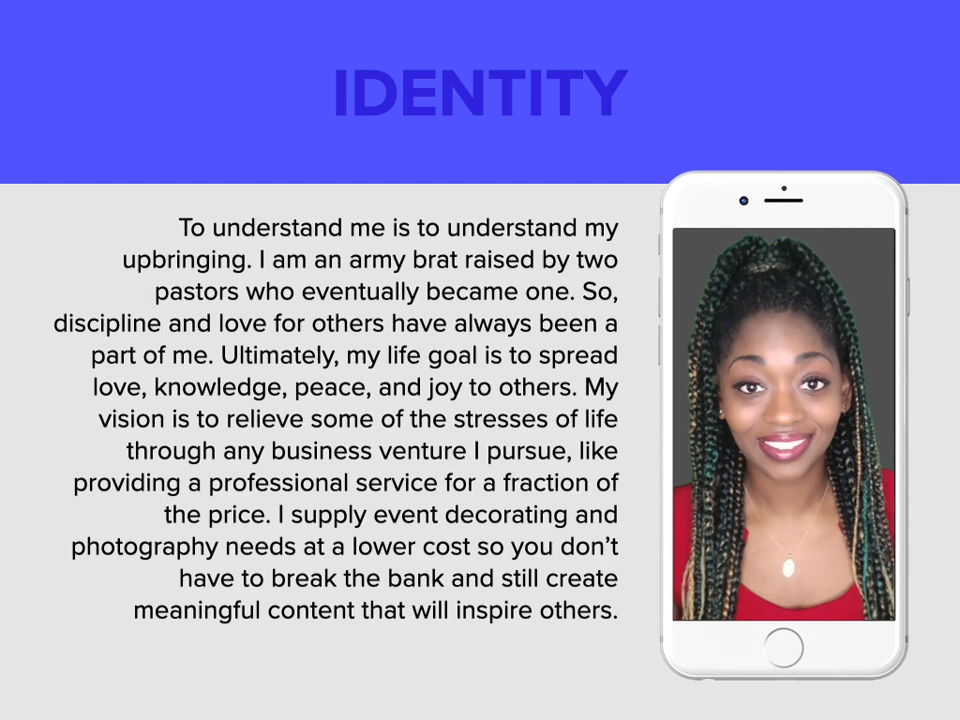 IDENTITY
To understand me is to understand my
upbringing. I am an army brat raised by two
pastors who eventually became one. So,
discipline and love for others have always been a
part of me. Ultimately, my life goal is to spread
love, knowledge, peace, and joy to others. My
vision is to relieve some of the stresses of life
through any business venture I pursue, like
providing a professional service for a fraction of
the price. I supply event decorating and
photography needs at a lower cost so you don’t
have to break the bank and still create
meaningful content that will inspire others.